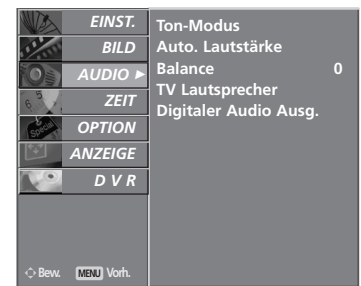 EINST.
BILD
AUDIO ▶
ZEIT
OPTION
ANZEIGE
D V R
Ton-Modus
Auto. Lautstärke
Balance 0
TV Lautsprecher
Digitaler Audio Ausg.
Special
Bew. MENU Vorh.